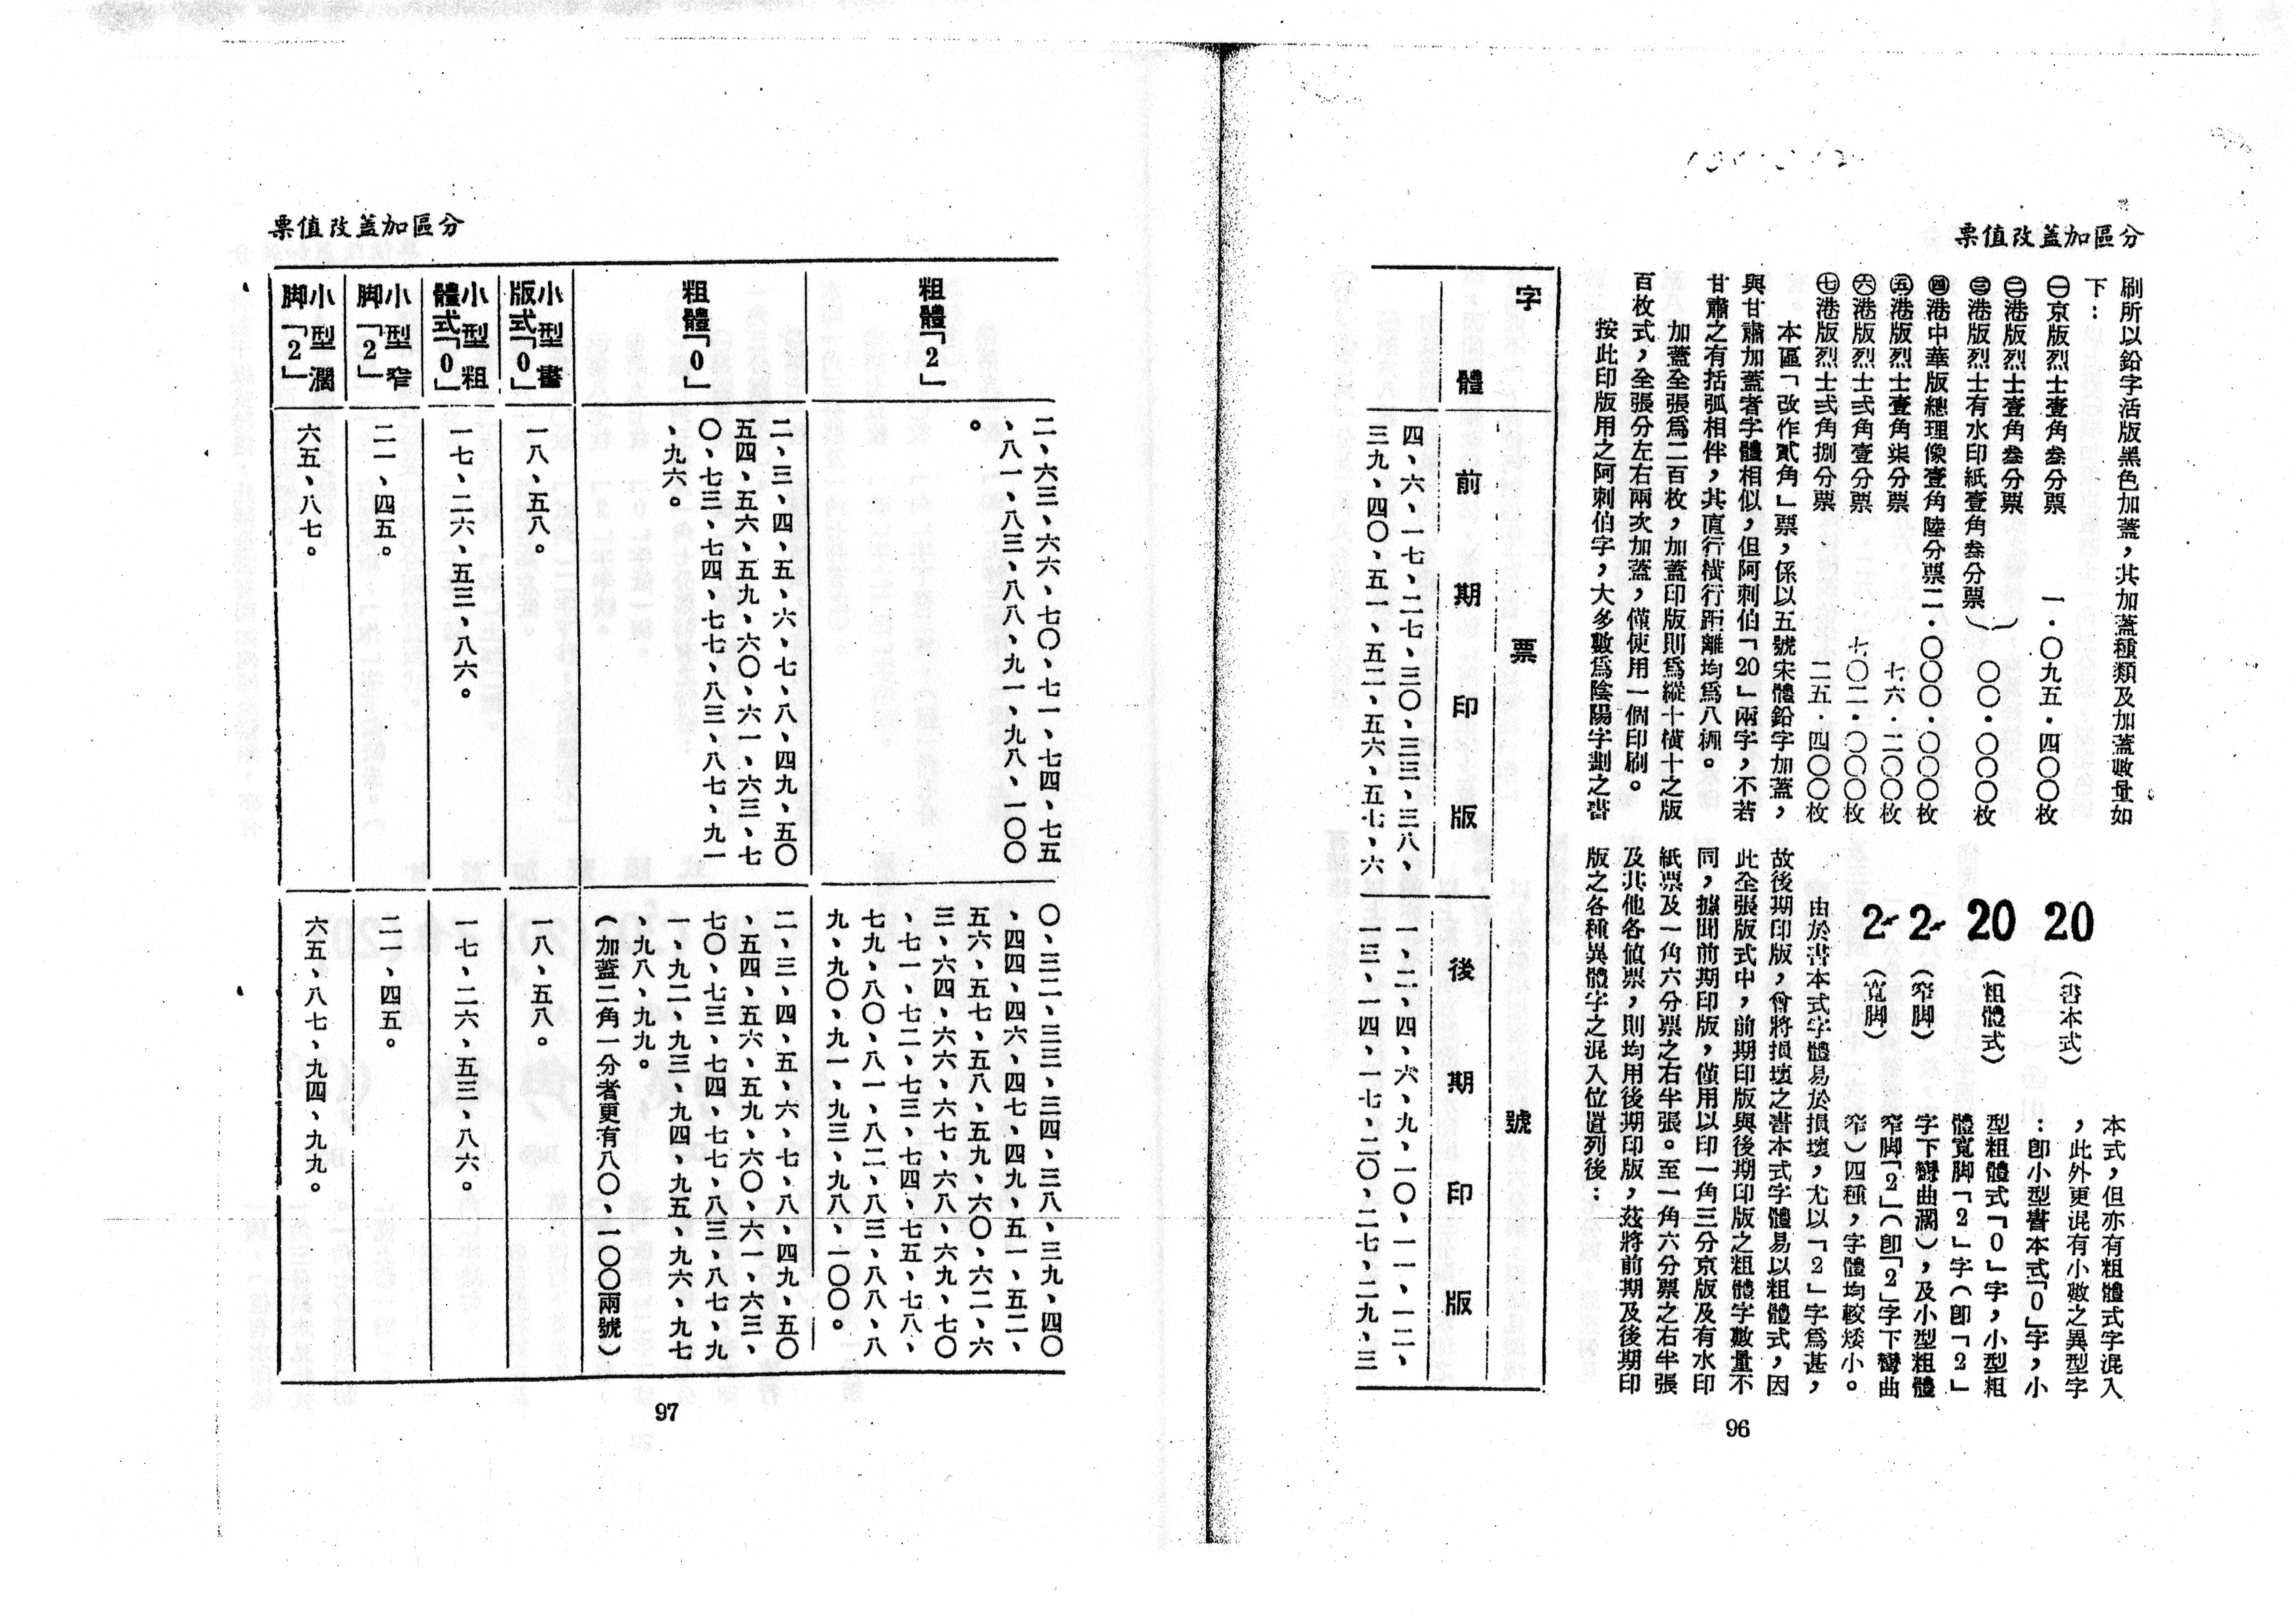 分區加蓋改值票
刷所以鉛字活版黑色加蓋，其加蓋種類及加蓋數量如
下：
㊀京版烈士壹角叁分票　一．〇九五．四〇〇枚
㊁港版烈士壹角叁分票
㊂港版烈士有水印紙壹角叁分票　〇〇．〇〇〇枚
㊃港中華版總理像壹角陸分票二．〇〇〇．〇〇〇枚
㊄港版烈士壹角柒分票　七六．二〇〇枚
㊅港版烈士弍角壹分票　七〇二．〇〇〇枚
㊆港版烈士弍角捌分票　二五．四〇〇枚
本區「改作貳角」票，係以五號宋體鉛字加蓋，
與甘肅加蓋者字體相似，但阿刺伯「20」兩字，不若
甘肅之有括弧相伴，其直行橫行距離均爲八糎。
加蓋全張爲二百枚，加蓋印版則爲縱十橫十之版
百枚式，全張分左右兩次加蓋，僅使用一個印刷。
按此印版用之阿刺伯字，大多數爲陰陽字劃之書
20（書本式）
20（粗體式）
2（窄脚）
2（寬脚）
本式，但亦有粗體式字混入
，此外更混有小數之異型字
：卽小型書本式「0」字，小
型粗體式「0」字，小型粗
體寬脚「2」字（卽「2」
字下彎曲濶），及小型粗體
窄脚「2」（卽「2」字下彎曲
窄）四種，字體均較矮小。
由於書本式字體易於損壞，尤以「2」字爲甚，
故後期印版，會將損壞之書本式字體易以粗體式，因
此全張版式中，前期印版與後期印版之粗體字數量不
同，據聞前期印版，僅用以印一角三分京版及有水印
紙票及一角六分票之右半張。至一角六分票之右半張
及其他各値票，則均用後期印版，茲將前期及後期印
版之各種異體字之混入位置列後：
字體
票號
前期印版
後期印版
四、六、一七、二七、三〇、三三、三八、
三九、四〇、五一、五二、五六、五七、六
一、二、四、六、九、一〇、一一、一二、
一三、一四、一七、二〇、二七、二九、三
96
分區加蓋改值票
粗體「2」
二、六三、六六、七〇、七一、七四、七五
、八一、八三、八八、九一、九八、一〇〇
。
〇、三二、三三、三四、三八、三九、四〇
、四四、四六、四七、四九、五一、五二、
五六、五七、五八、五九、六〇、六二、六
三、六四、六六、六七、六八、六九、七〇
、七一、七二、七三、七四、七五、七八、
七九、八〇、八一、八二、八三、八八、八
九、九〇、九一、九三、九八、一〇〇。
粗體「0」
二、三、四、五、六、七、八、四九、五〇
五四、五六、五九、六〇、六一、六三、七
〇、七三、七四、七七、八三、八七、九一
、九六。
二、三、四、五、六、七、八、四九、五〇
、五四、五六、五九、六〇、六一、六三、
七〇、七三、七四、七七、八三、八七、九
一、九二、九三、九四、九五、九六、九七
、九八、九九。
（加蓋二角一分者更有八〇、一〇〇兩號）
小型書
版式「0」
一八、五八。
一八、五八。
小型粗
體式「0」
一七、二六、五三、八六。
一七、二六、五三、八六。
小型窄
脚「2」
二一、四五。
二一、四五。
小型濶
脚「2」
六五、八七。
六五、八七、九四、九九。
97